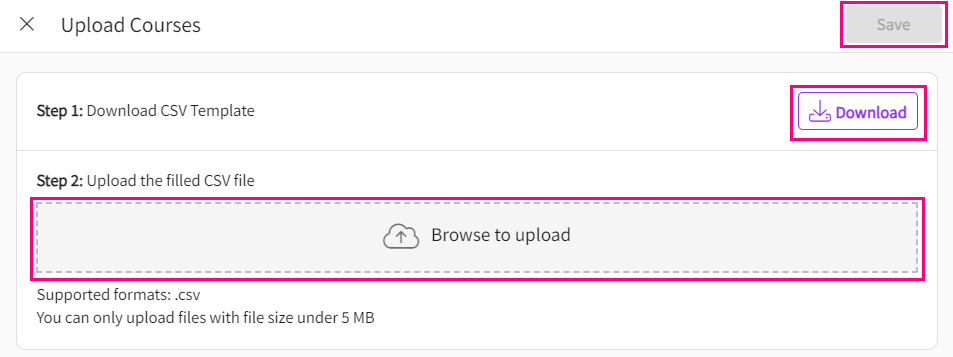 Upload Courses
Save
Step 1: Download CSV Template
Download
Step 2: Upload the filled CSV file
Browse to upload
Supported formats: .csv
You can only upload files with file size under 5 MB